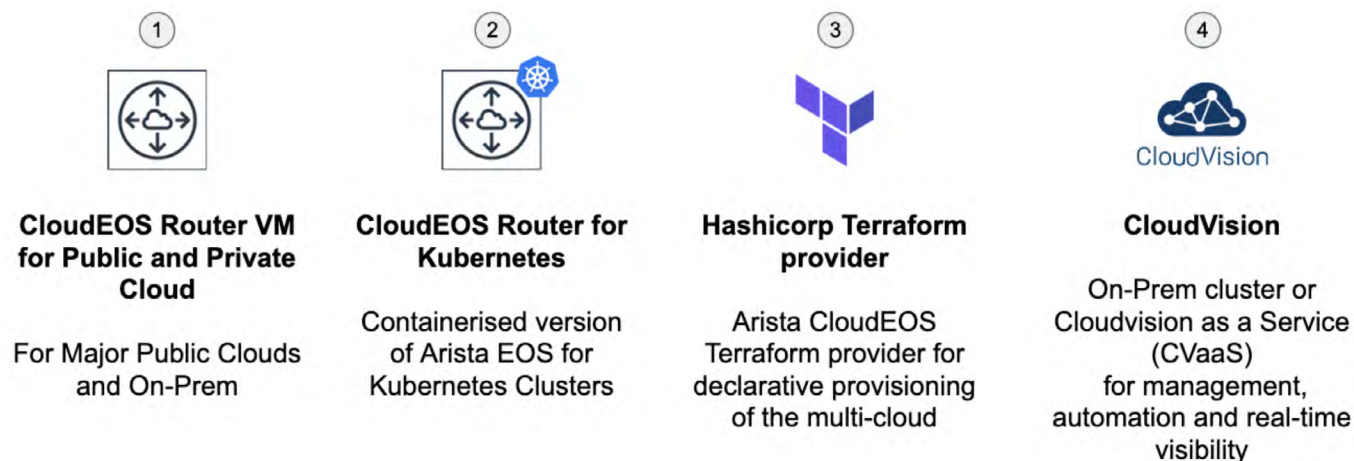 1
2
3
4
CloudVision
CloudEOS Router VM
for Public and Private
Cloud
For Major Public Clouds
and On-Prem
CloudEOS Router for
Kubernetes
Containerised version
of Arista EOS for
Kubernetes Clusters
Hashicorp Terraform
provider
Arista CloudEOS
Terraform provider for
declarative provisioning
of the multi-cloud
CloudVision
On-Prem cluster or
Cloudvision as a Service
(CVaaS)
for management,
automation and real-time
visibility